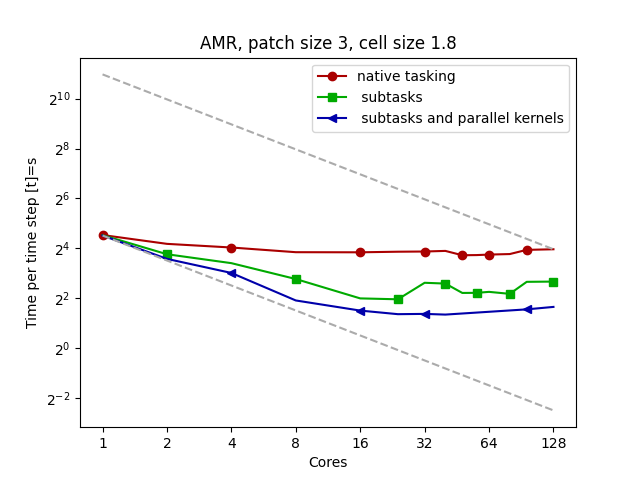 AMR, patch size 3, cell size 1.8
native tasking
subtasks
subtasks and parallel kernels
Time per time step [t]=s
2^10
2^8
2^6
2^4
2^2
2^0
2^−2
1 2 4 8 16 32 64 128
Cores